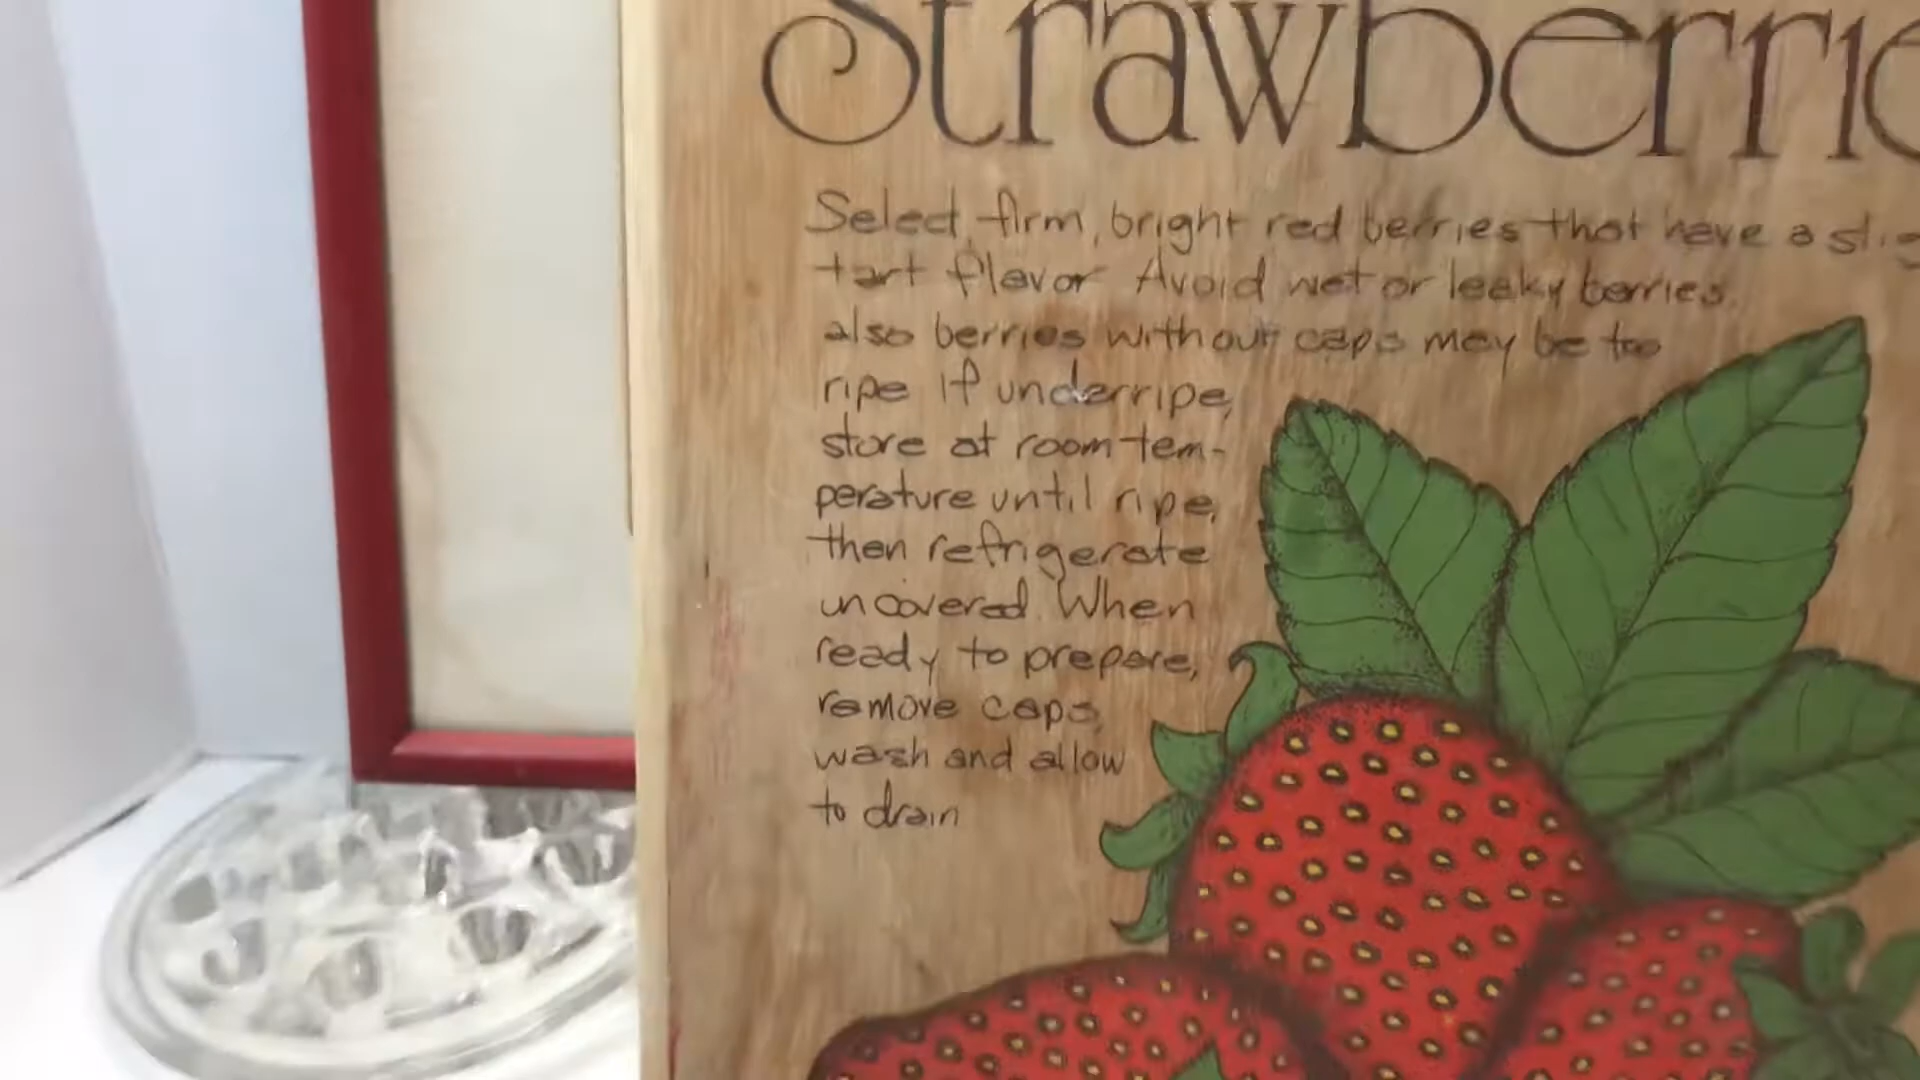 Strawberrie
Select, firm, bright red berries that have a slig
tart flavor Avoid wet or leaky berries.
also berries without caps may be too
ripe If underripe,
store at room tem-
perature until ripe,
then refrigerate
uncovered. When
ready to prepare,
remove caps,
wash and allow
to drain